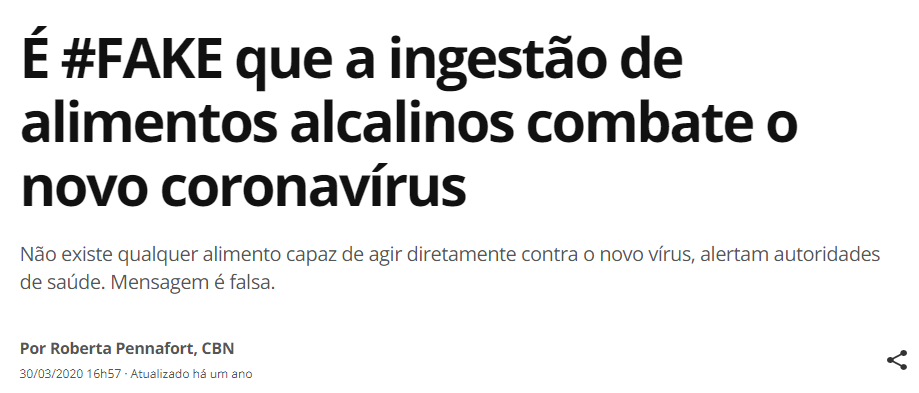 É #FAKE que a ingestão de
alimentos alcalinos combate o
novo coronavírus
Não existe qualquer alimento capaz de agir diretamente contra o novo vírus, alertam autoridades
de saúde. Mensagem é falsa.
Por Roberta Pennafort, CBN
30/03/2020 16h57 · Atualizado há um ano